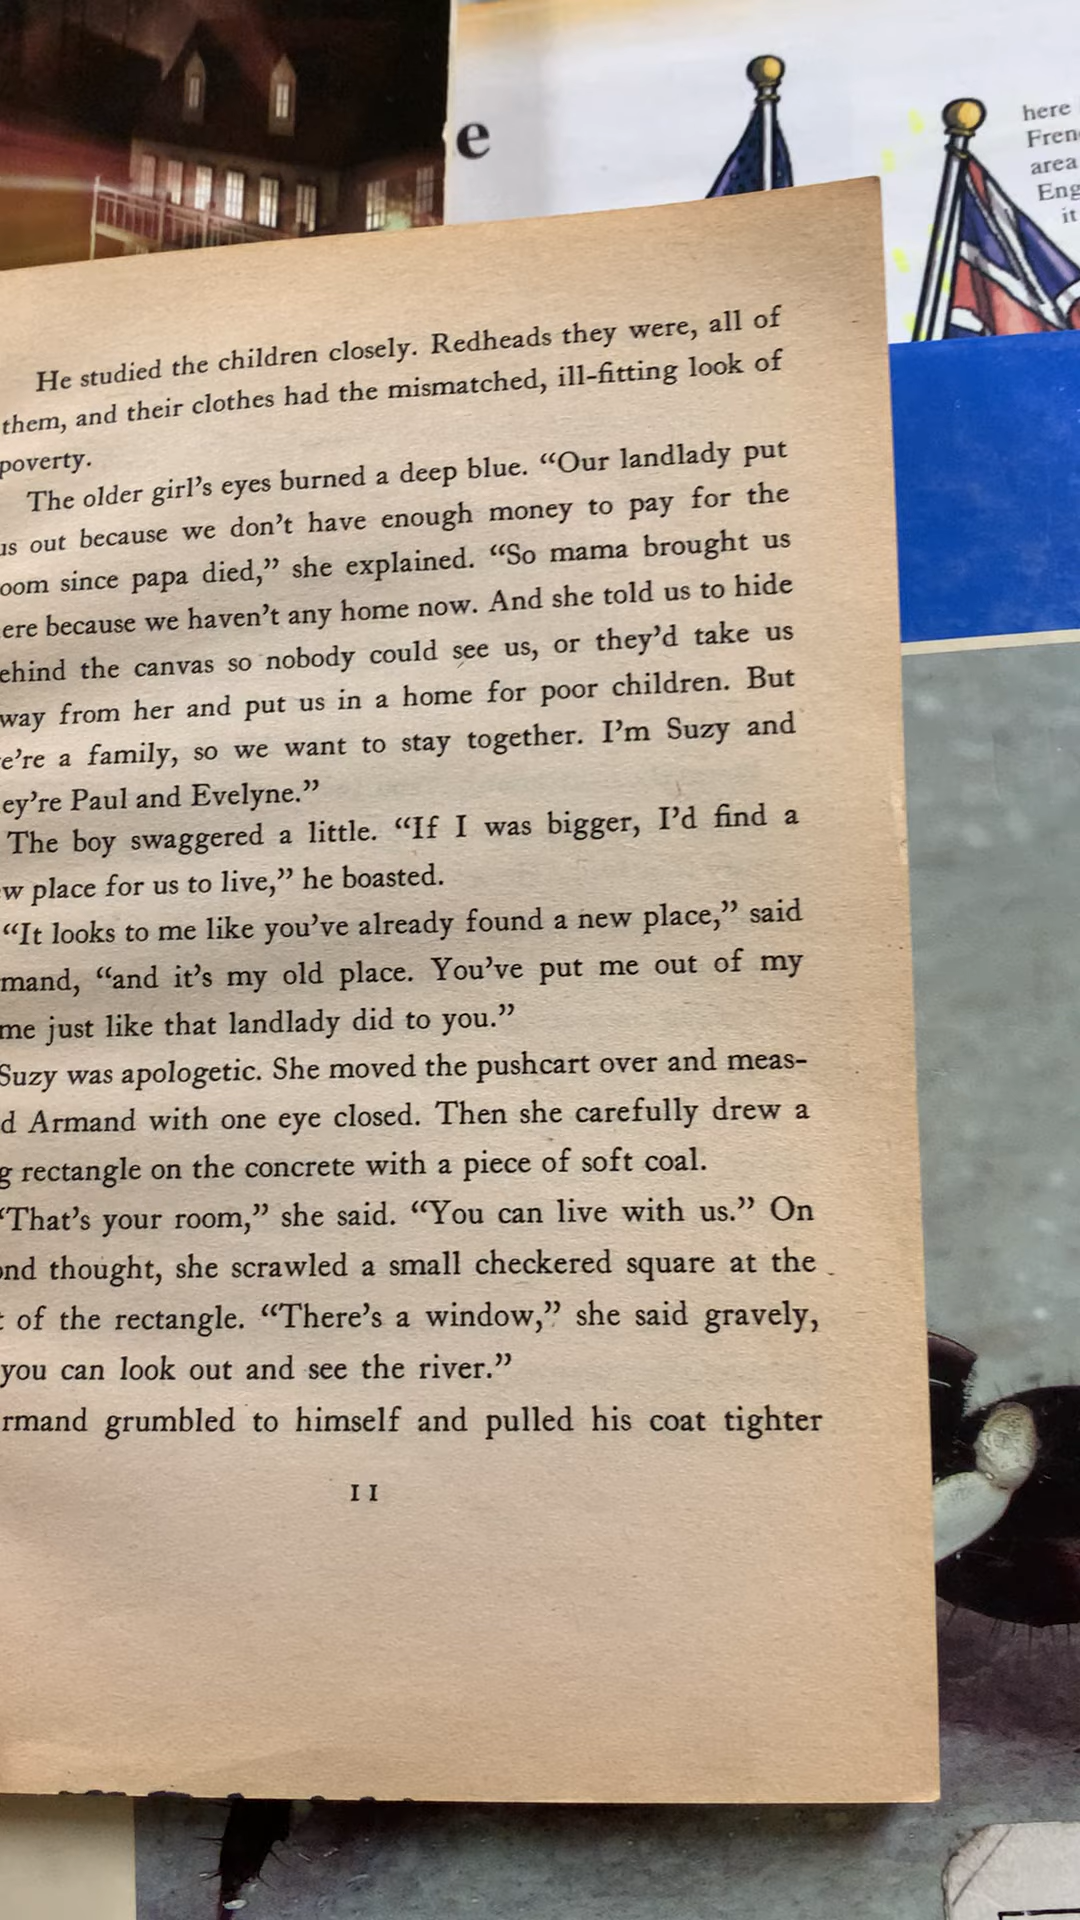 e
here
Fren
area
Eng
it
He studied the children closely. Redheads they were, all of
them, and their clothes had the mismatched, ill-fitting look of
poverty.
The older girl's eyes burned a deep blue. “Our landlady put
us out because we don't have enough money to pay for the
oom since papa died,” she explained. “So mama brought us
ere because we haven't any home now. And she told us to hide
ehind the canvas so nobody could see us, or they'd take us
way from her and put us in a home for poor children. But
e're a family, so we want to stay together. I'm Suzy and
ey're Paul and Evelyne.”
The boy swaggered a little. “If I was bigger, I'd find a
w place for us to live,” he boasted.
“It looks to me like you've already found a new place,” said
mand, “and it's my old place. You've put me out of my
me just like that landlady did to you.”
Suzy was apologetic. She moved the pushcart over and meas-
d Armand with one eye closed. Then she carefully drew a
g rectangle on the concrete with a piece of soft coal.
“That's your room,” she said. “You can live with us.” On
ond thought, she scrawled a small checkered square at the
t of the rectangle. “There's a window,” she said gravely,
you can look out and see the river.”
rmand grumbled to himself and pulled his coat tighter
11